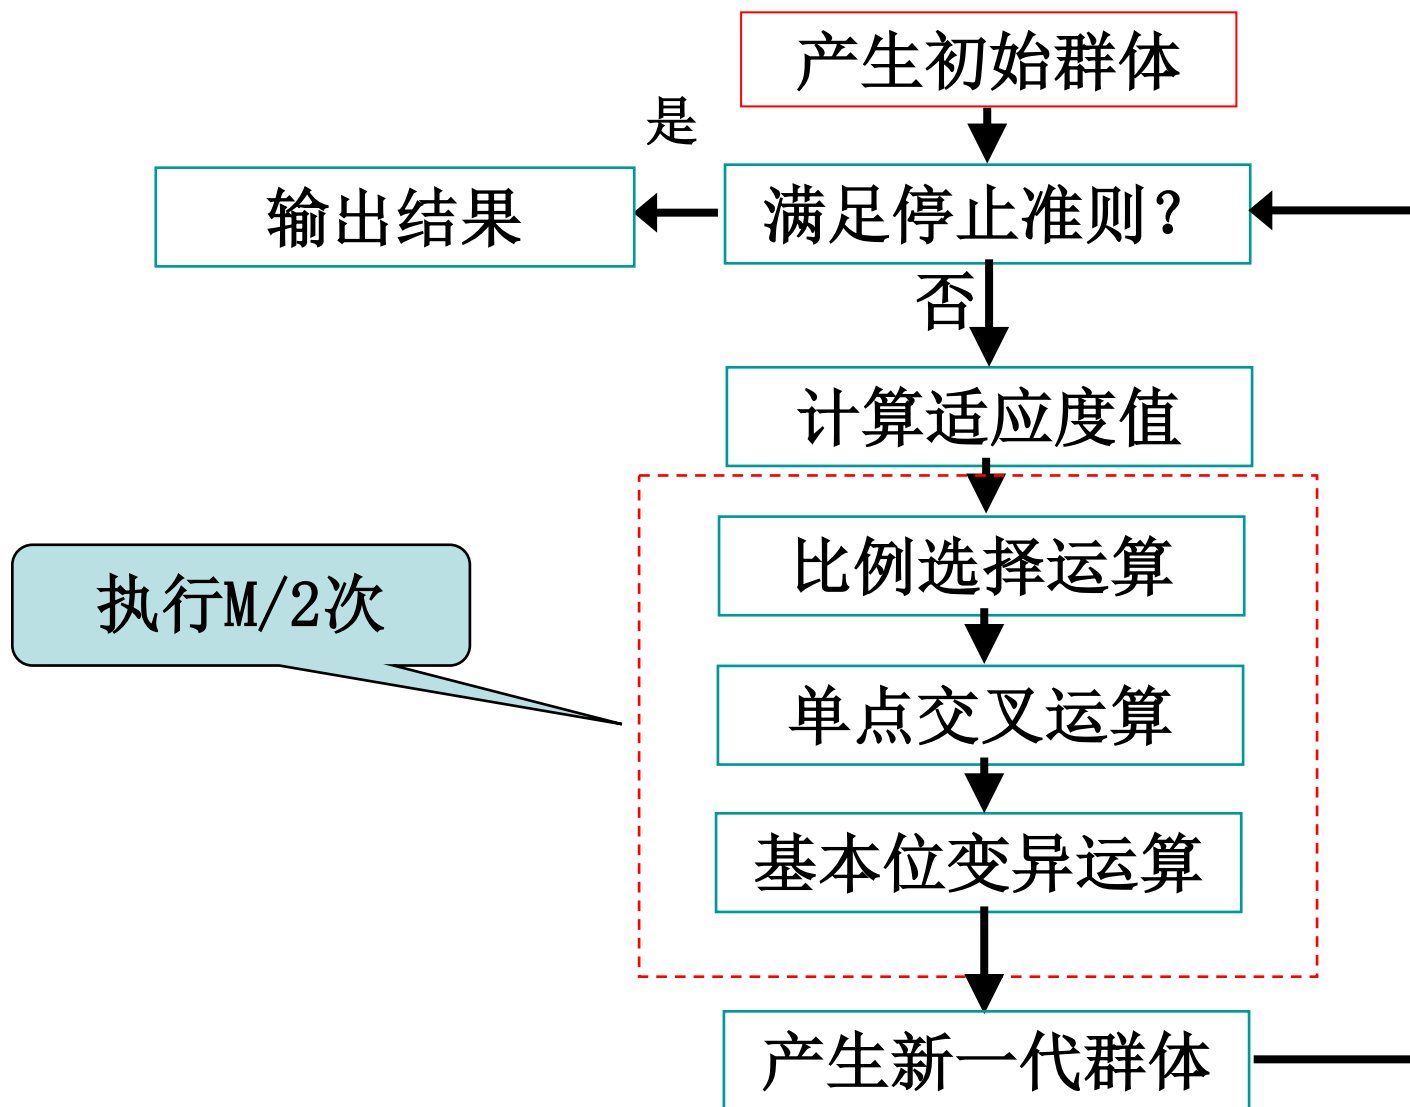 产生初始群体
是
输出结果
满足停止准则？
否
计算适应度值
比例选择运算
执行M/2次
单点交叉运算
基本位变异运算
产生新一代群体